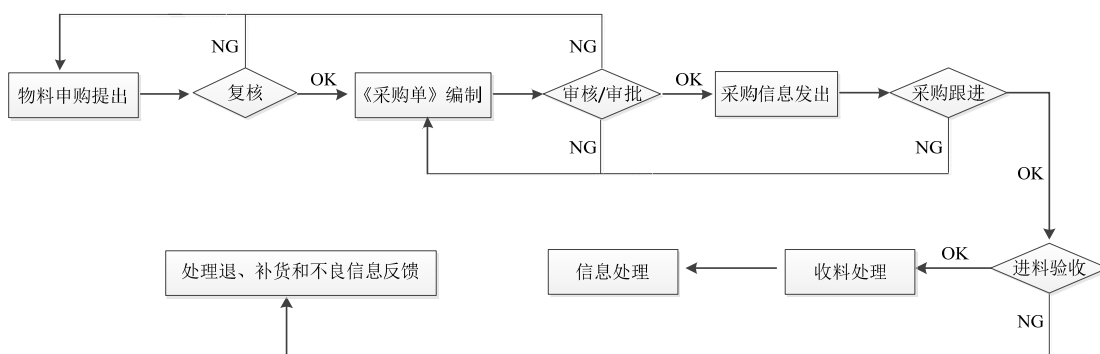 NG
NG
物料申购提出
复核
OK
《采购单》编制
审核/审批
OK
采购信息发出
采购跟进
NG
NG
OK
处理退、补货和不良信息反馈
信息处理
收料处理
OK
进料验收
NG